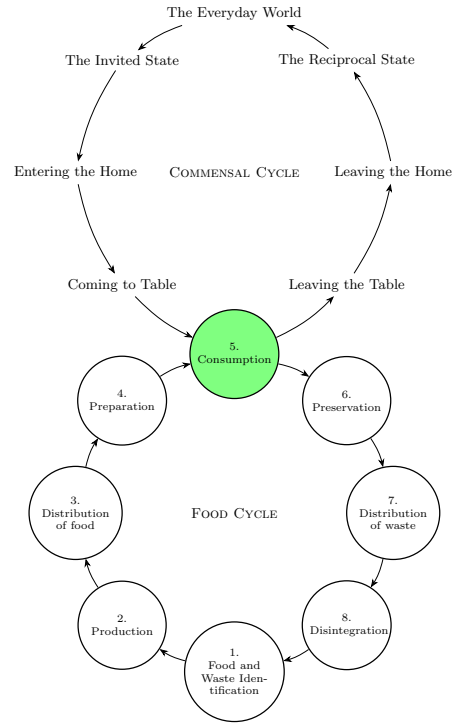 The Everyday World
The Invited State
The Reciprocal State
Entering the Home
Commensal Cycle
Leaving the Home
Coming to Table
Leaving the Table
5.
Consumption
4.
Preparation
6.
Preservation
3.
Distribution
of food
Food Cycle
7.
Distribution
of waste
2.
Production
8.
Disintegration
1.
Food and
Waste Iden-
tification